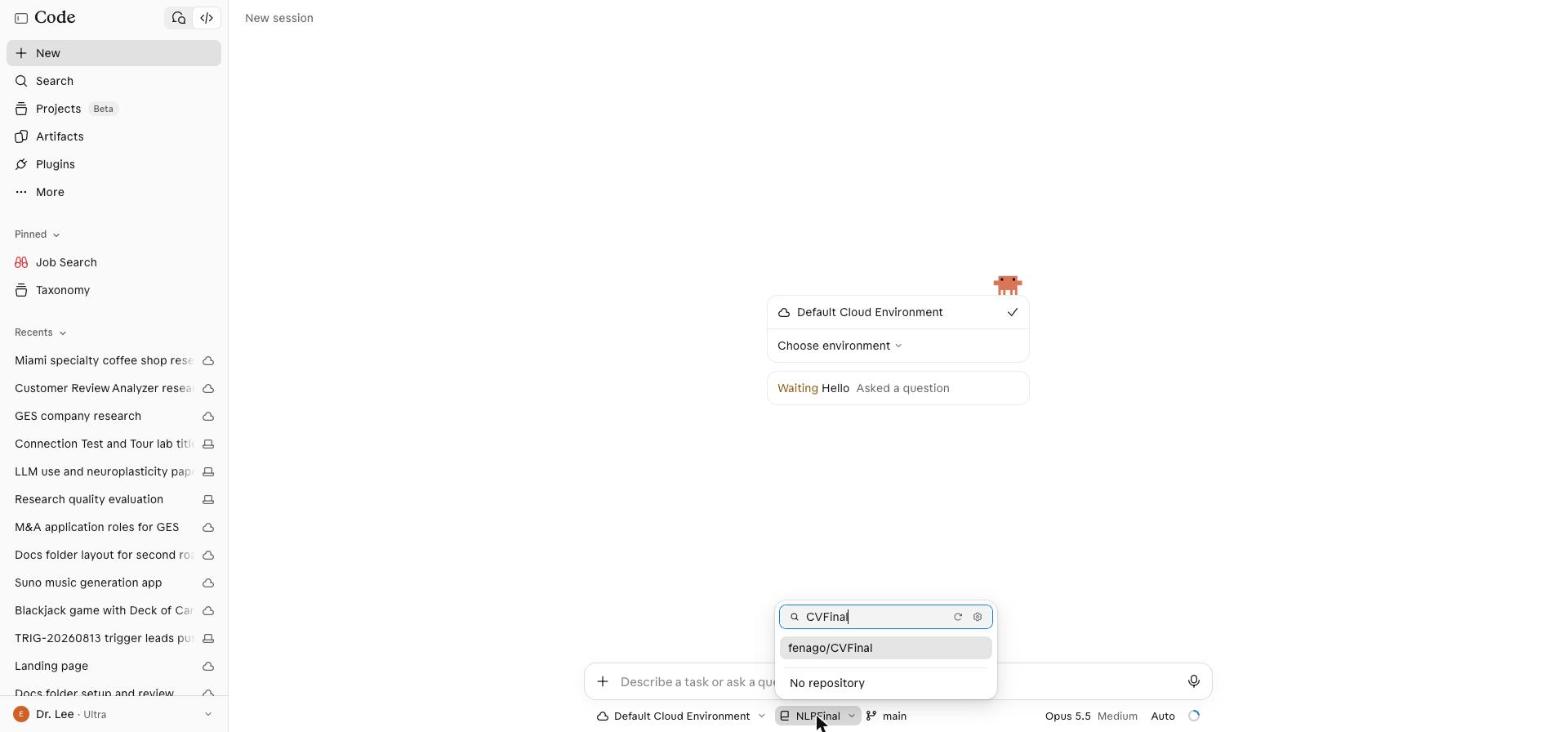 Code
New session
New
Search
Projects Beta
Artifacts
Plugins
More
Pinned
Job Search
Taxonomy
Recents
Miami specialty coffee shop rese
Customer Review Analyzer resea
GES company research
Connection Test and Tour lab titl
LLM use and neuroplasticity pap
Research quality evaluation
M&A application roles for GES
Docs folder layout for second ro
Suno music generation app
Blackjack game with Deck of Car
TRIG-20260813 trigger leads pu
Landing page
Docs folder setup and review
E Dr. Lee · Ultra
Default Cloud Environment
Choose environment
Waiting Hello Asked a question
CVFinal
fenago/CVFinal
No repository
Describe a task or ask a que
Default Cloud Environment NLPFinal main Opus 5.5 Medium Auto